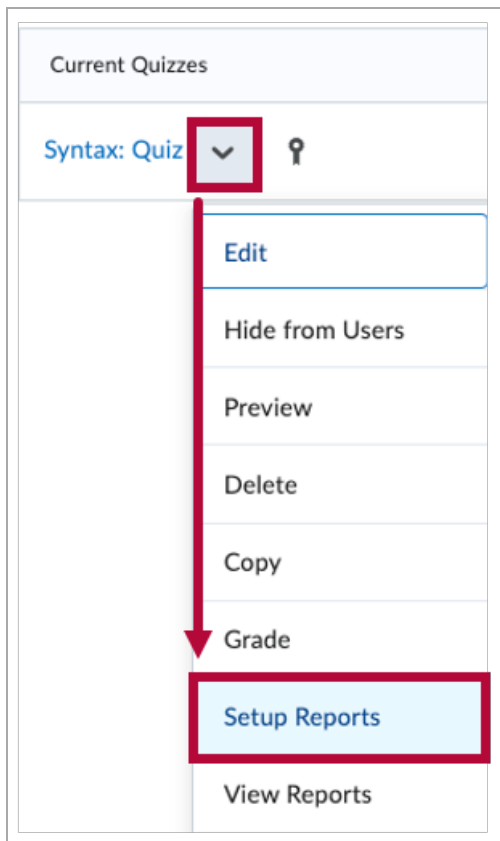 Current Quizzes
Syntax: Quiz
Edit
Hide from Users
Preview
Delete
Copy
Grade
Setup Reports
View Reports